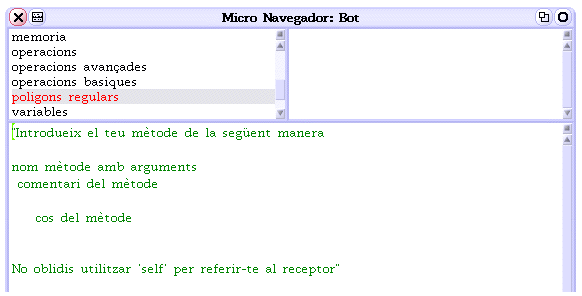 Micro Navegador: Bot
memoria
operacions
operacions avançades
operacions basiques
poligons regulars
variables
"Introdueix el teu mètode de la següent manera
nom mètode amb arguments
comentari del mètode
cos del mètode
No oblidis utilitzar 'self' per referir-te al receptor"